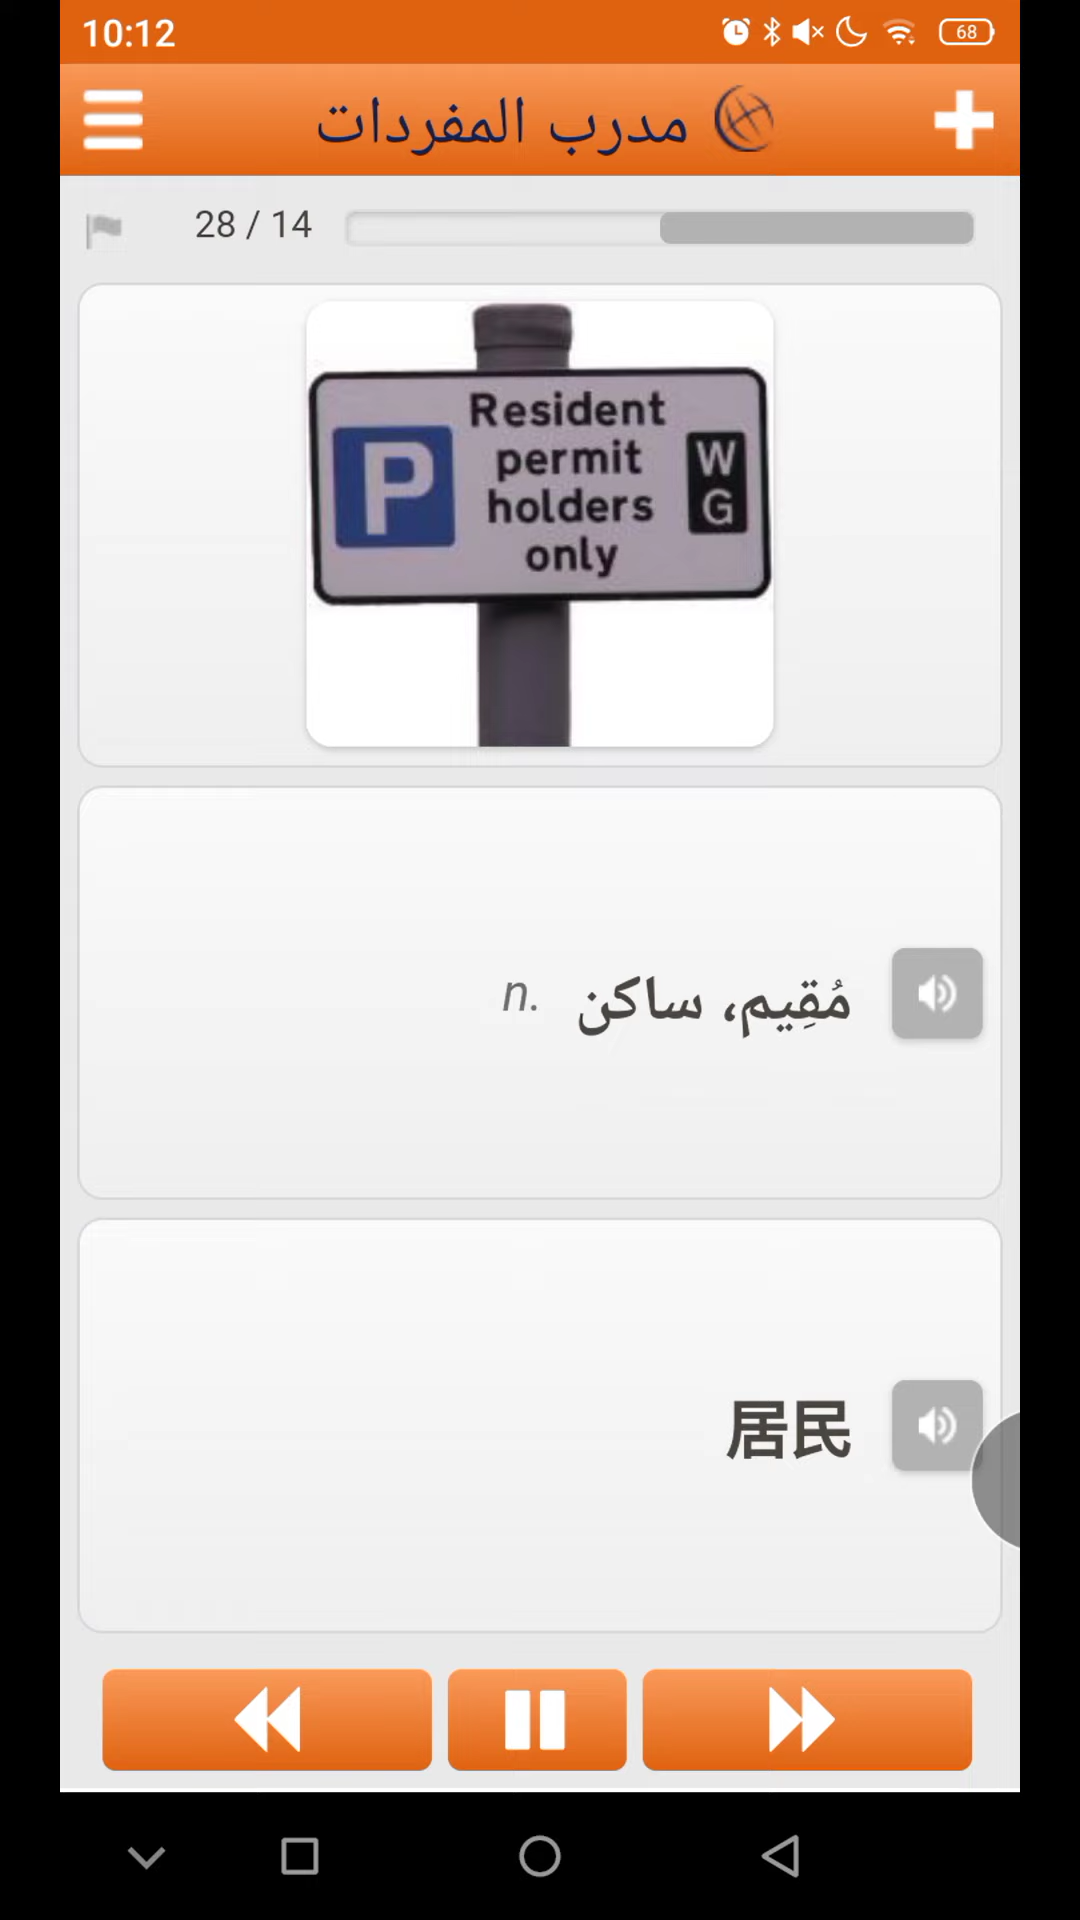 10:12
68
مدرب المفردات
28 / 14
P
Resident
permit
holders
only
W
G
مُقِيم، ساكن n.
居民